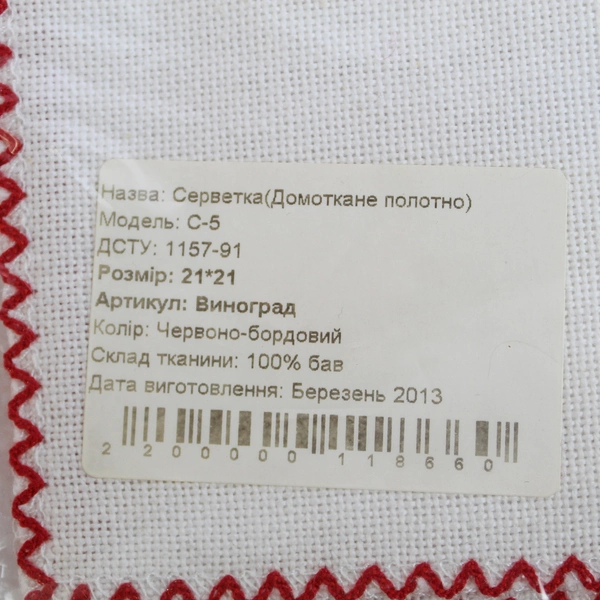 Назва: Серветка(Домоткане полотно)
Модель: С-5
ДСТУ: 1157-91
Розмір: 21*21
Артикул: Виноград
Колір: Червоно-бордовий
Склад тканини: 100% бав
Дата виготовлення: Березень 2013
2 200000 118660